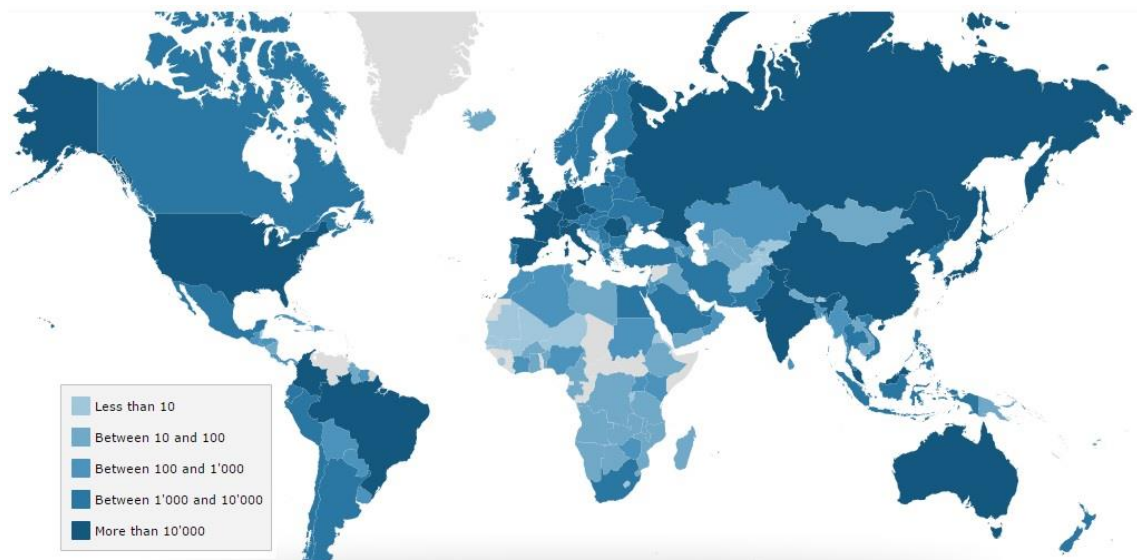 Less than 10
Between 10 and 100
Between 100 and 1'000
Between 1'000 and 10'000
More than 10'000